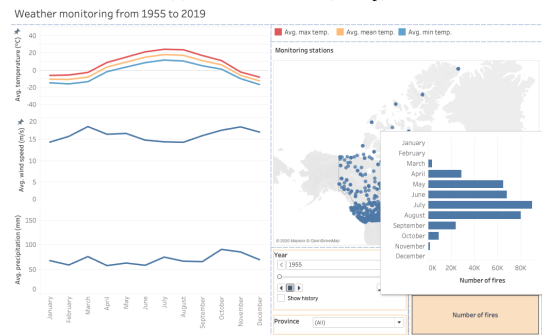 Weather monitoring from 1955 to 2019
Avg. max temp. Avg. mean temp. Avg. min temp.
Avg. temperature (°C)
40
20
0
-20
40
Avg. wind speed (m/s)
20
15
10
5
0
Avg. precipitation (mm)
150
100
50
0
January
February
March
April
May
June
July
August
September
October
November
December
Monitoring stations
© 2020 Mapbox © OpenStreetMap
January
February
March
April
May
June
July
August
September
October
November
December
0K 20K 40K 60K 80K
Number of fires
Year
1955
Show history
Province
(All)
Number of fires